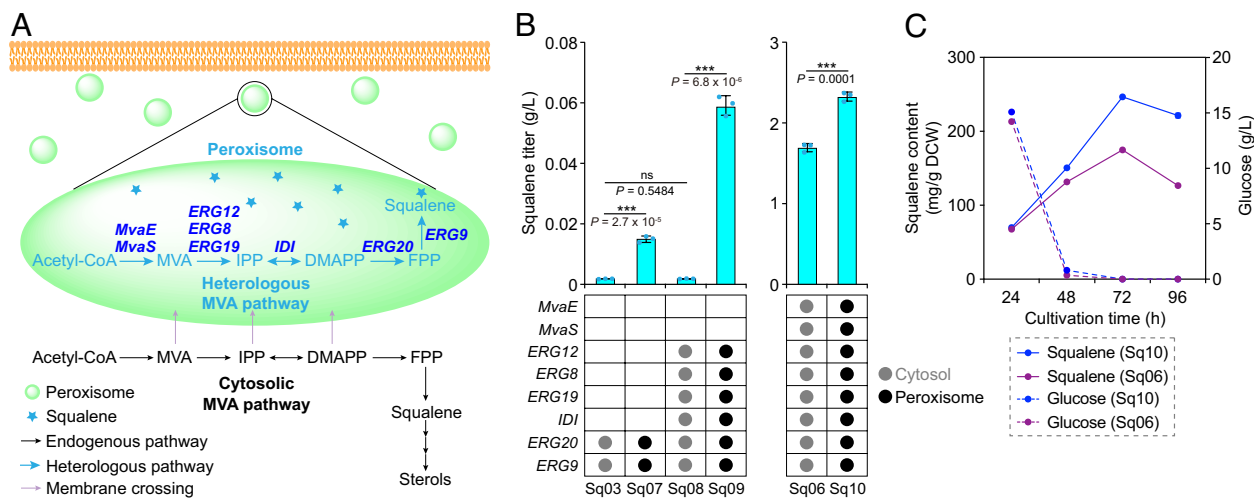 A
Peroxisome
Squalene
ERG12
MvaE ERG8
MvaS ERG19 IDI ERG20 ERG9
Acetyl-CoA MVA IPP DMAPP FPP
Heterologous
MVA pathway
Acetyl-CoA MVA IPP DMAPP FPP
Cytosolic
MVA pathway
Squalene
Sterols
Peroxisome
Squalene
Endogenous pathway
Heterologous pathway
Membrane crossing
B
Squalene titer (g/L)
0.08
0.06
0.04
0.02
0
***
P = 2.7 x 10-5
ns
P = 0.5484
***
P = 6.8 x 10-6
3
2
1
0
***
P = 0.0001
MvaE
MvaS
ERG12
ERG8
ERG19
IDI
ERG20
ERG9
Sq03 Sq07 Sq08 Sq09 Sq06 Sq10
Cytosol
Peroxisome
C
Squalene content
(mg/g DCW)
300
200
100
0
20
15
10
5
0
Glucose (g/L)
24 48 72 96
Cultivation time (h)
Squalene (Sq10)
Squalene (Sq06)
Glucose (Sq10)
Glucose (Sq06)